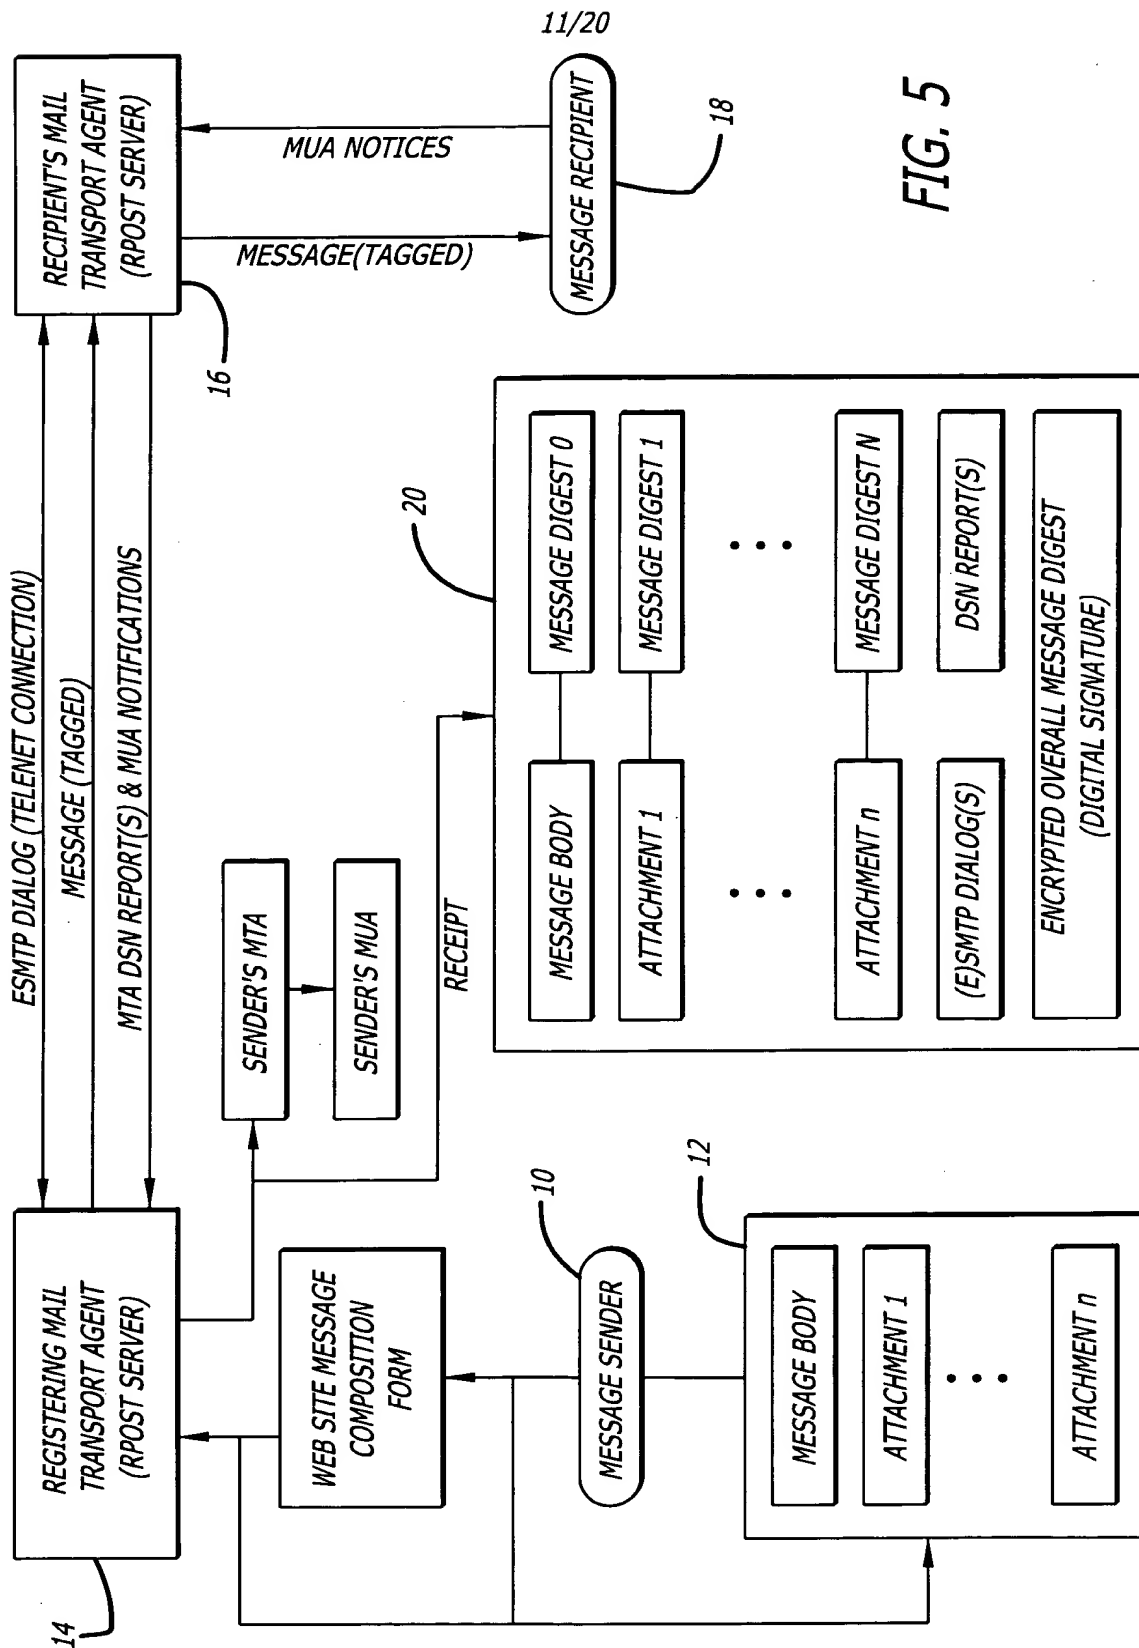 11/20
ESMTP DIALOG (TELENET CONNECTION)
MESSAGE (TAGGED)
MTA DSN REPORT(S) & MUA NOTIFICATIONS
14
REGISTERING MAIL
TRANSPORT AGENT
(RPOST SERVER)
RECIPIENT'S MAIL
TRANSPORT AGENT
(RPOST SERVER)
16
MUA NOTICES
MESSAGE(TAGGED)
SENDER'S MTA
SENDER'S MUA
RECEIPT
WEB SITE MESSAGE
COMPOSITION
FORM
10
MESSAGE SENDER
MESSAGE RECIPIENT
18
12
MESSAGE BODY
ATTACHMENT 1
• • •
ATTACHMENT n
20
MESSAGE BODY
MESSAGE DIGEST 0
ATTACHMENT 1
MESSAGE DIGEST 1
• • •
• • •
ATTACHMENT n
MESSAGE DIGEST N
(E)SMTP DIALOG(S)
DSN REPORT(S)
ENCRYPTED OVERALL MESSAGE DIGEST
(DIGITAL SIGNATURE)
FIG. 5